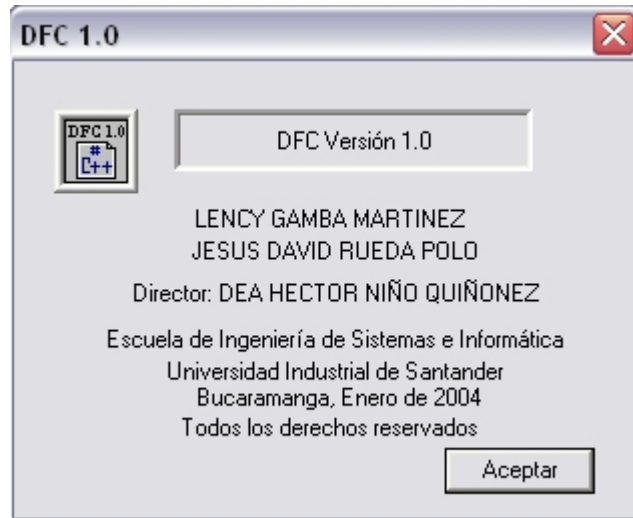 DFC 1.0
DFC 1.0
#
C++
DFC Versión 1.0
LENCY GAMBA MARTINEZ
JESUS DAVID RUEDA POLO
Director: DEA HECTOR NIÑO QUIÑONEZ
Escuela de Ingeniería de Sistemas e Informática
Universidad Industrial de Santander
Bucaramanga, Enero de 2004
Todos los derechos reservados
Aceptar